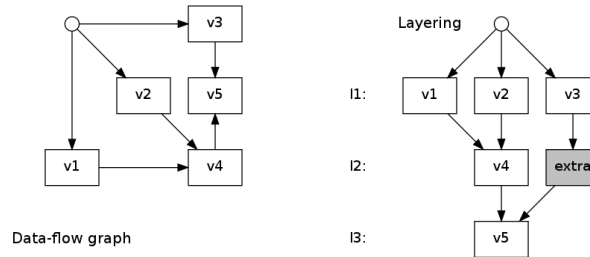 v3
v2
v5
v1
v4
Data-flow graph
Layering
l1:
v1
v2
v3
l2:
v4
extra
l3:
v5